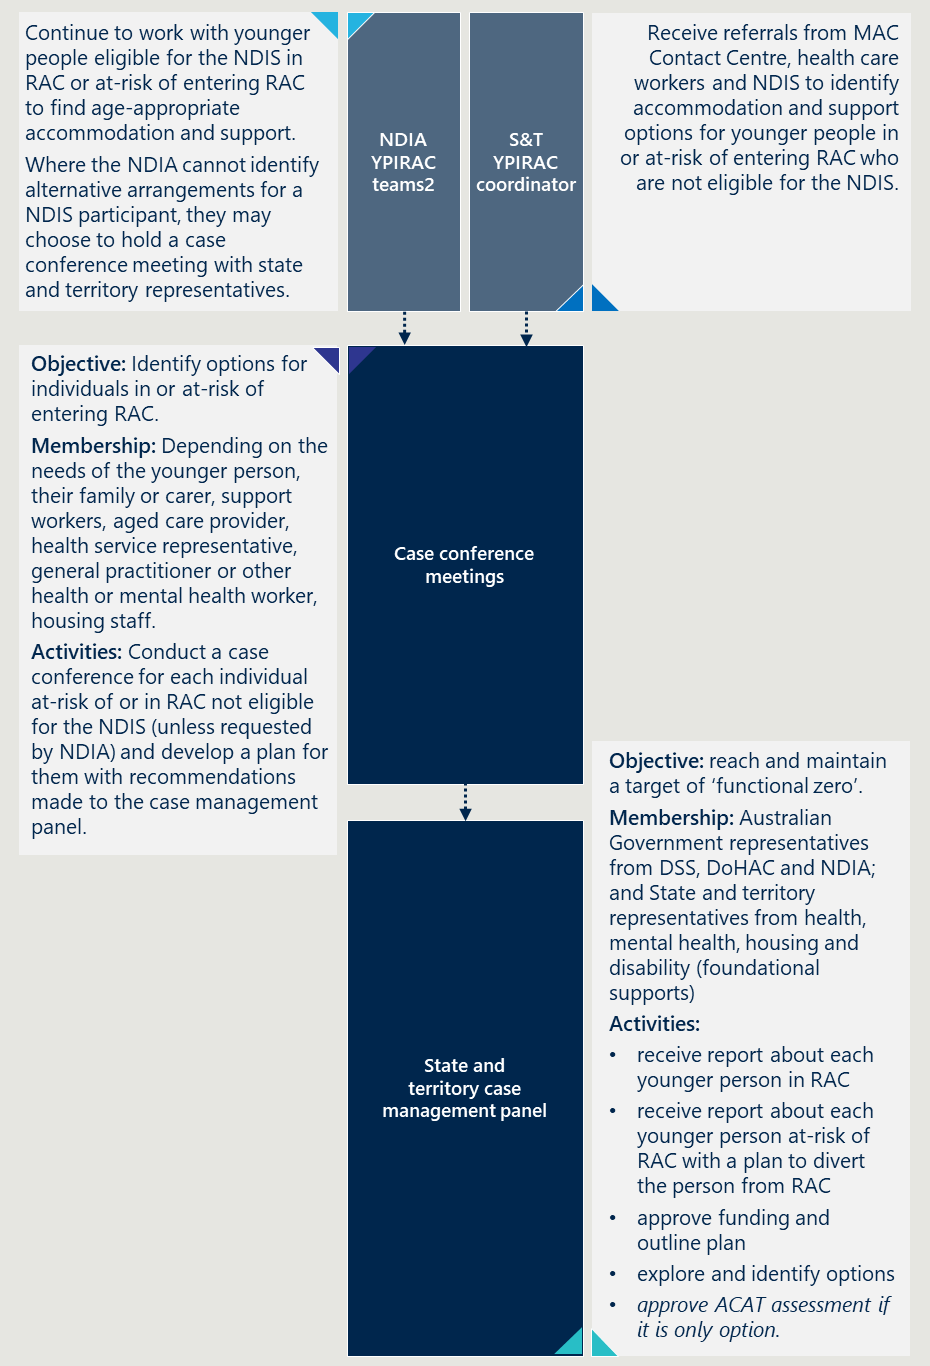 Continue to work with younger
people eligible for the NDIS in
RAC or at-risk of entering RAC
to find age-appropriate
accommodation and support.
Where the NDIA cannot identify
alternative arrangements for a
NDIS participant, they may
choose to hold a case
conference meeting with state
and territory representatives.
NDIA
YPIRAC
teams2
S&T
YPIRAC
coordinator
Receive referrals from MAC
Contact Centre, health care
workers and NDIS to identify
accommodation and support
options for younger people in
or at-risk of entering RAC who
are not eligible for the NDIS.
Objective: Identify options for
individuals in or at-risk of
entering RAC.
Membership: Depending on the
needs of the younger person,
their family or carer, support
workers, aged care provider,
health service representative,
general practitioner or other
health or mental health worker,
housing staff.
Activities: Conduct a case
conference for each individual
at-risk of or in RAC not eligible
for the NDIS (unless requested
by NDIA) and develop a plan for
them with recommendations
made to the case management
panel.
Case conference
meetings
State and
territory case
management panel
Objective: reach and maintain
a target of ‘functional zero’.
Membership: Australian
Government representatives
from DSS, DoHAC and NDIA;
and State and territory
representatives from health,
mental health, housing and
disability (foundational
supports)
Activities:
• receive report about each
younger person in RAC
• receive report about each
younger person at-risk of
RAC with a plan to divert
the person from RAC
• approve funding and
outline plan
• explore and identify options
• approve ACAT assessment if
it is only option.